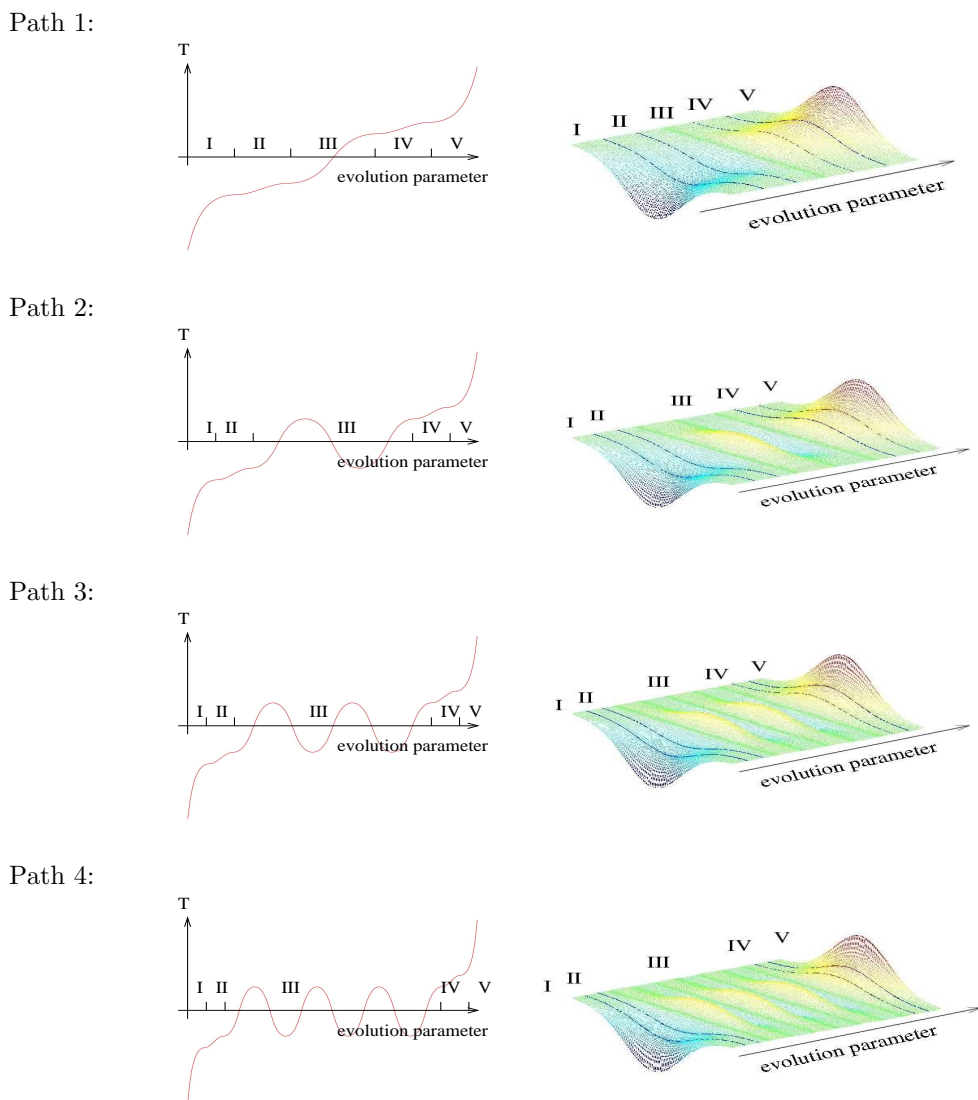 Path 1:
T
I II III IV V
evolution parameter
I II III IV V
evolution parameter
Path 2:
T
I II III IV V
evolution parameter
I II III IV V
evolution parameter
Path 3:
T
I II III IV V
evolution parameter
I II III IV V
evolution parameter
Path 4:
T
I II III IV V
evolution parameter
I II III IV V
evolution parameter